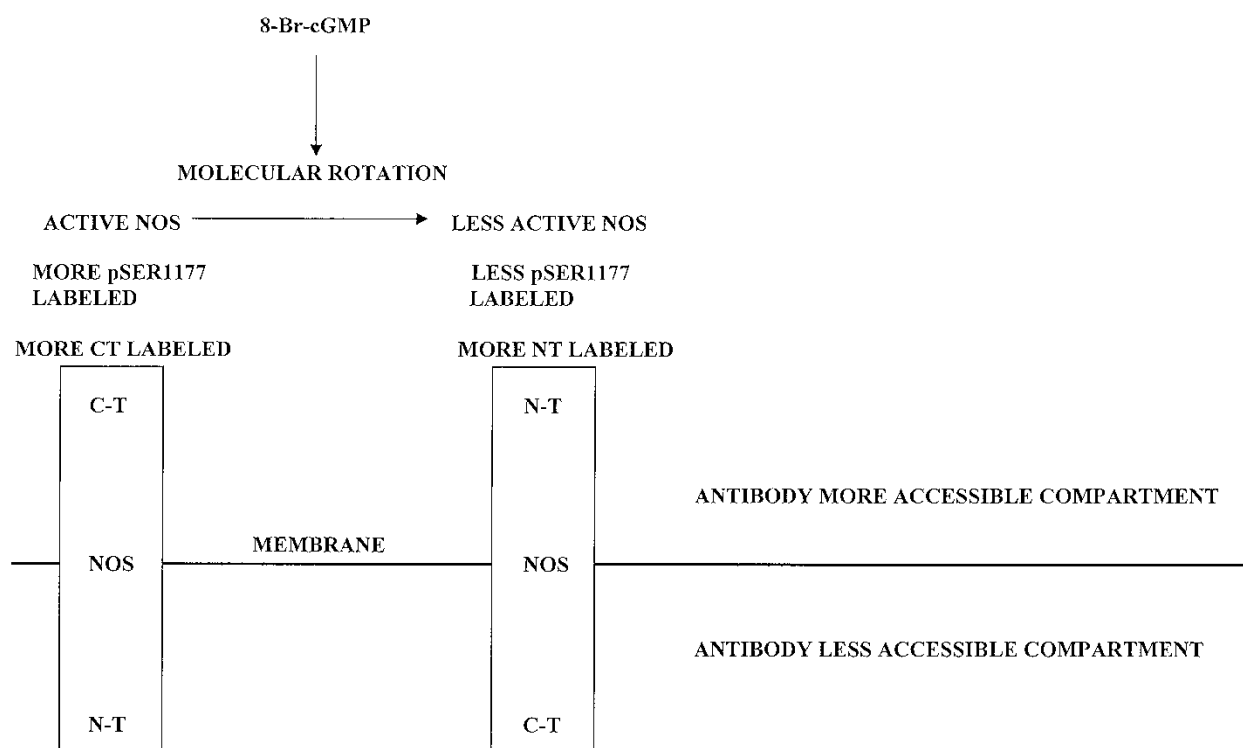 8-Br-cGMP
MOLECULAR ROTATION
ACTIVE NOS
LESS ACTIVE NOS
MORE pSER1177
LABELED
LESS pSER1177
LABELED
MORE CT LABELED
MORE NT LABELED
C-T
N-T
ANTIBODY MORE ACCESSIBLE COMPARTMENT
MEMBRANE
NOS
NOS
ANTIBODY LESS ACCESSIBLE COMPARTMENT
N-T
C-T